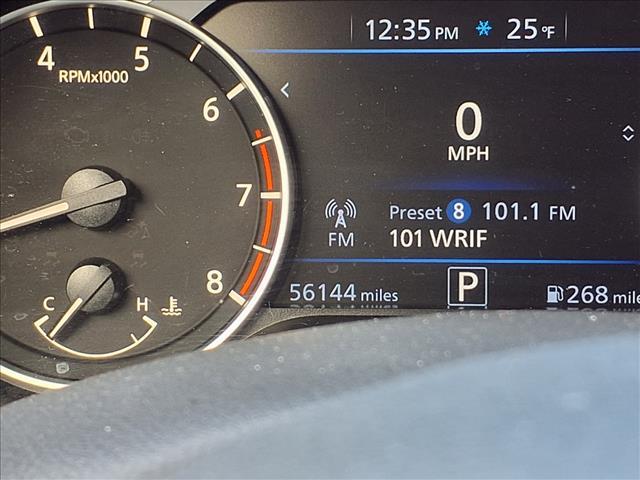 12:35 PM 25°F
4 5
RPMx1000
6
0
MPH
7
Preset 8 101.1 FM
FM 101 WRIF
8
56144 miles P 268 mile
C H